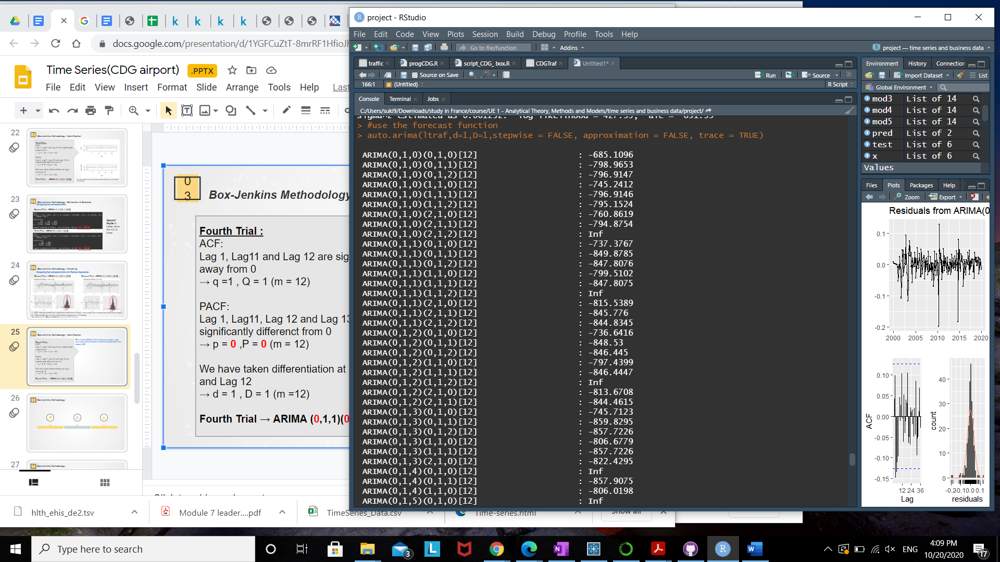 docs.google.com/presentation/d/1YGFCuZtT-8mrRF1HfioJh
Time Series(CDG airport)
.PPTX
File Edit View Insert Format Slide Arrange Tools Help Last
22
23
24
25
26
27
0
3
Box-Jenkins Methodology
Fourth Trial :
ACF:
Lag 1, Lag11 and Lag 12 are sig
away from 0
→ q =1 , Q = 1 (m = 12)
PACF:
Lag 1, Lag11, Lag 12 and Lag 13
significantly differenct from 0
→ p = 0 ,P = 0 (m = 12)
We have taken differentiation at
and Lag 12
→ d = 1 , D = 1 (m =12)
Fourth Trial → ARIMA (0,1,1)(0
hlth_ehis_de2.tsv
Module 7 leader....pdf
TimeSeries_Data.csv
Time-series.html
Show all
project - RStudio
File Edit Code View Plots Session Build Debug Profile Tools Help
Go to file/function
Addins
project — time series and business data
traffic
progCDG.R
script_CDG_ box.R
CDGTraf
Untitled1*
Source on Save
Run
Source
166:1
(Untitled)
R Script
Console
Terminal
Jobs
C:/Users/suki9/Downloads/study in France/course/UE 1 - Analytical Theory, Methods and Models/time series and business data/project/
> #use the forecast function
> auto.arima(ltraf,d=1,D=1,stepwise = FALSE, approximation = FALSE, trace = TRUE)
ARIMA(0,1,0)(0,1,0)[12] : -685.1096
ARIMA(0,1,0)(0,1,1)[12] : -798.9653
ARIMA(0,1,0)(0,1,2)[12] : -796.9147
ARIMA(0,1,0)(1,1,0)[12] : -745.2412
ARIMA(0,1,0)(1,1,1)[12] : -796.9146
ARIMA(0,1,0)(1,1,2)[12] : -795.1524
ARIMA(0,1,0)(2,1,0)[12] : -760.8619
ARIMA(0,1,0)(2,1,1)[12] : -794.8754
ARIMA(0,1,0)(2,1,2)[12] : Inf
ARIMA(0,1,1)(0,1,0)[12] : -737.3767
ARIMA(0,1,1)(0,1,1)[12] : -849.8785
ARIMA(0,1,1)(0,1,2)[12] : -847.8076
ARIMA(0,1,1)(1,1,0)[12] : -799.5102
ARIMA(0,1,1)(1,1,1)[12] : -847.8075
ARIMA(0,1,1)(1,1,2)[12] : Inf
ARIMA(0,1,1)(2,1,0)[12] : -815.5389
ARIMA(0,1,1)(2,1,1)[12] : -845.776
ARIMA(0,1,1)(2,1,2)[12] : -844.8345
ARIMA(0,1,2)(0,1,0)[12] : -736.6416
ARIMA(0,1,2)(0,1,1)[12] : -848.53
ARIMA(0,1,2)(0,1,2)[12] : -846.445
ARIMA(0,1,2)(1,1,0)[12] : -797.4399
ARIMA(0,1,2)(1,1,1)[12] : -846.4447
ARIMA(0,1,2)(1,1,2)[12] : Inf
ARIMA(0,1,2)(2,1,0)[12] : -813.6708
ARIMA(0,1,2)(2,1,1)[12] : -844.4615
ARIMA(0,1,3)(0,1,0)[12] : -745.7123
ARIMA(0,1,3)(0,1,1)[12] : -859.8295
ARIMA(0,1,3)(0,1,2)[12] : -857.7226
ARIMA(0,1,3)(1,1,0)[12] : -806.6779
ARIMA(0,1,3)(1,1,1)[12] : -857.7226
ARIMA(0,1,3)(2,1,0)[12] : -822.4295
ARIMA(0,1,4)(0,1,0)[12] : Inf
ARIMA(0,1,4)(0,1,1)[12] : -857.9075
ARIMA(0,1,4)(1,1,0)[12] : -806.0198
ARIMA(0,1,5)(0,1,0)[12] : Inf
Environment History Connection
Import Dataset
List
Global Environment
mod3 List of 14
mod4 List of 14
mod5 List of 14
pred List of 2
test List of 6
x List of 6
Values
Files Plots Packages Help
Zoom
Export
Residuals from ARIMA(0
0.1
0.0
-0.1
-0.2
2000 2005 2010 2015 2020
0.10
0.05
0.00
-0.05
-0.10
-0.15
ACF
12 24 36
Lag
40
30
20
10
0
count
-0.2-0.10.0 0.1
residuals
Type here to search
3
ENG
4:09 PM
10/20/2020
17